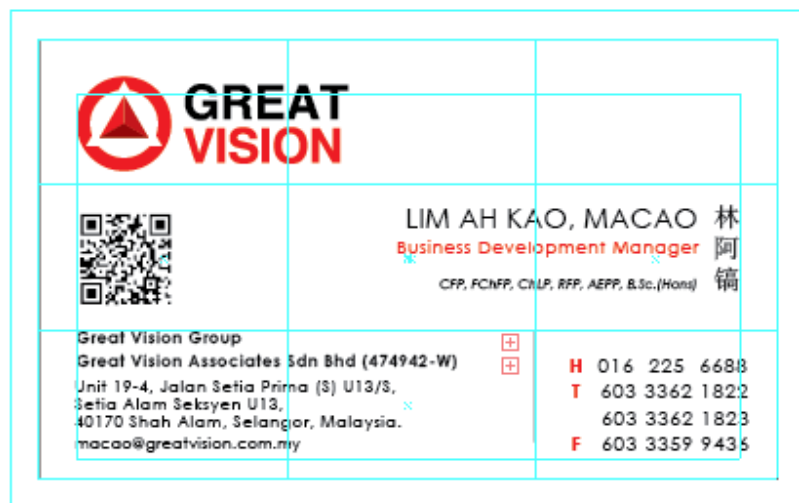 GREAT
VISION
LIM AH KAO, MACAO
Business Development Manager
CFP, FChFP, ChLP, RFP, AEPP, B.Sc.(Hons)
林阿镐
Great Vision Group
Great Vision Associates Sdn Bhd (474942-W)
Unit 19-4, Jalan Setia Prima (S) U13/S,
Setia Alam Seksyen U13,
40170 Shah Alam, Selangor, Malaysia.
macao@greatvision.com.my
H 016 225 6688
T 603 3362 1822
603 3362 1823
F 603 3359 9436